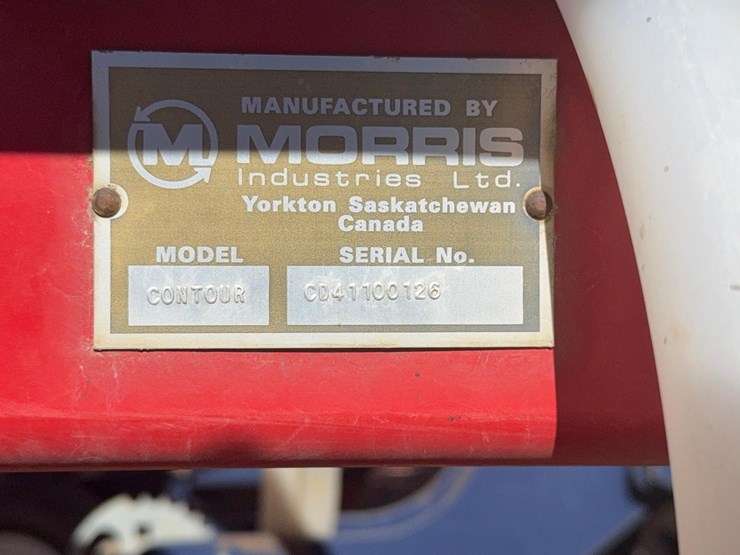 MANUFACTURED BY
M MORRIS
Industries Ltd.
Yorkton Saskatchewan
Canada
MODEL SERIAL No.
CONTOUR CD41100126